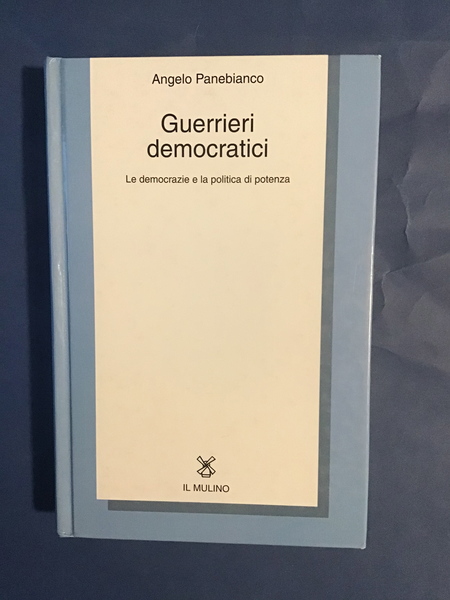 Angelo Panebianco
Guerrieri
democratici
Le democrazie e la politica di potenza
IL MULINO